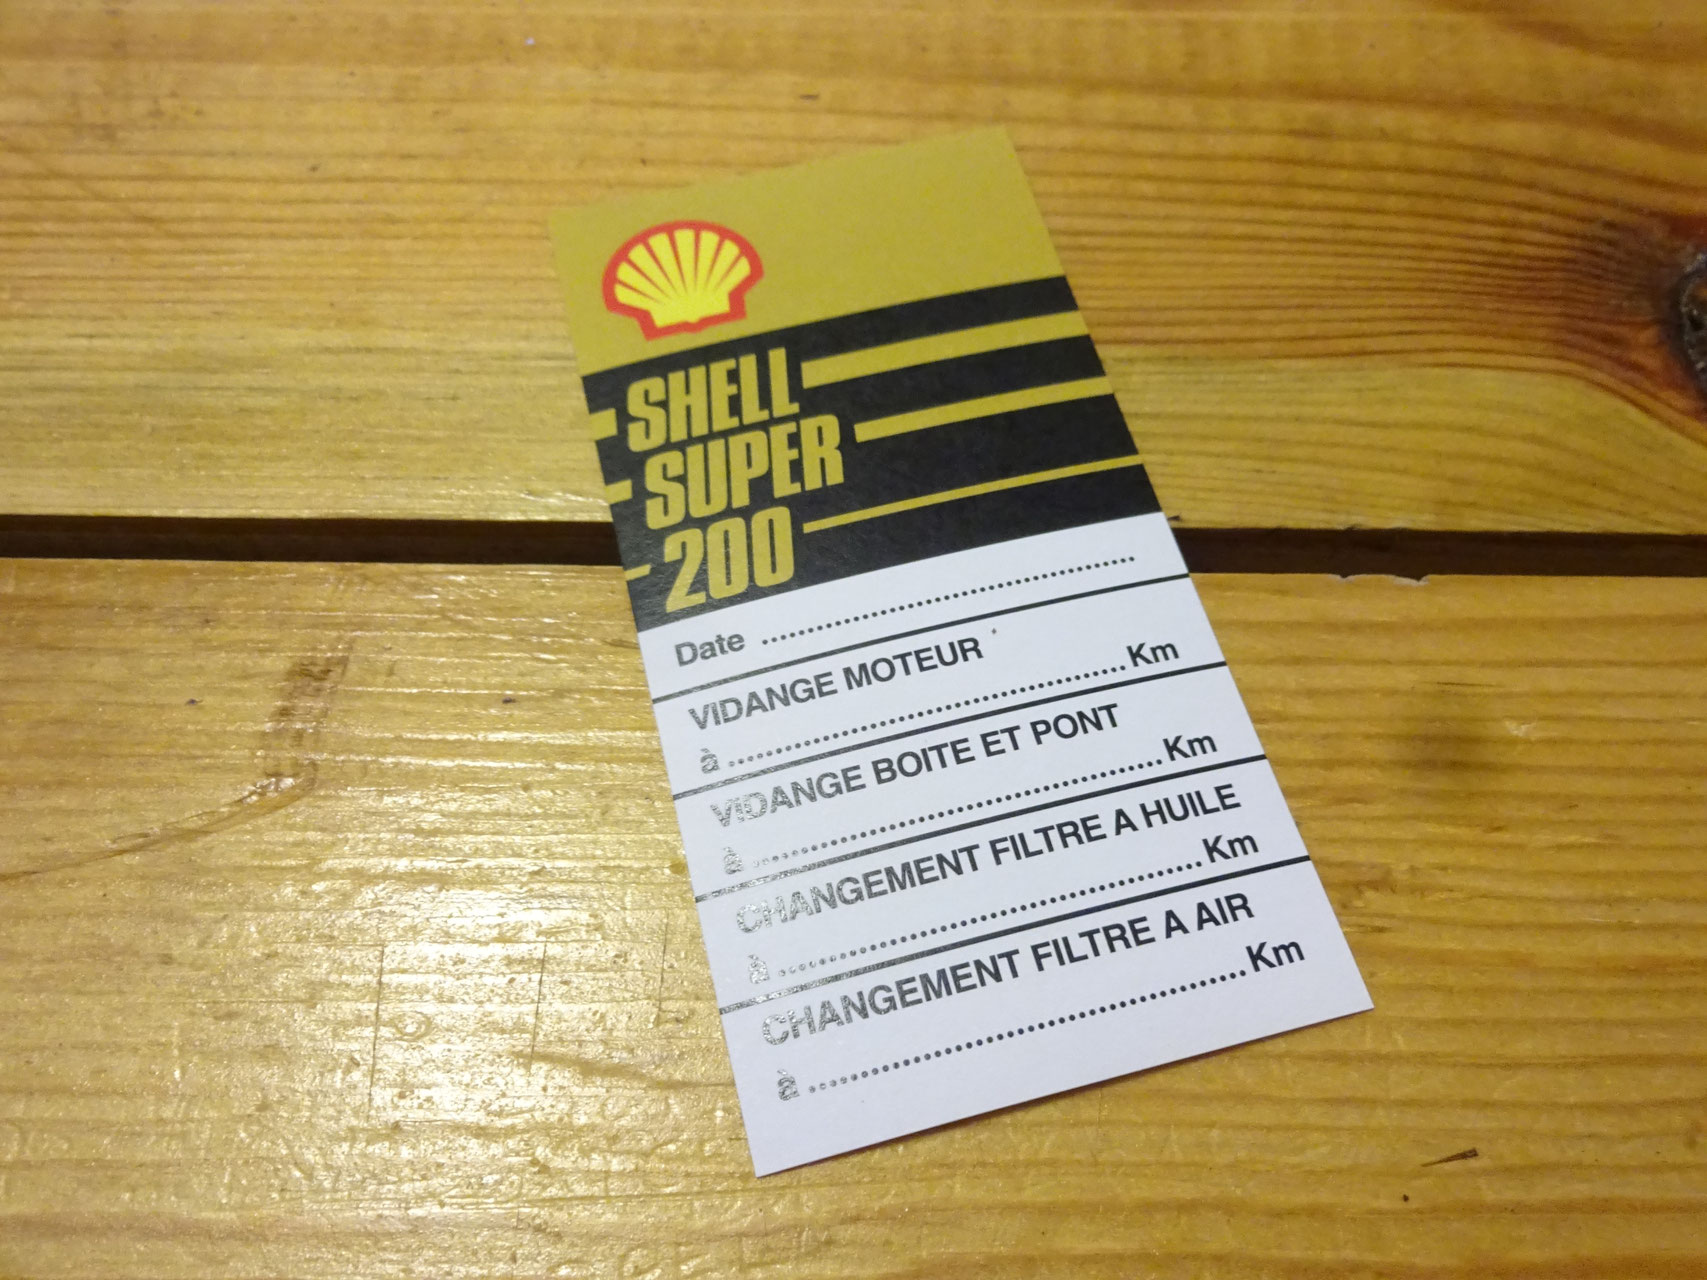 SHELL
SUPER
200
Date ........................................
VIDANGE MOTEUR
à ........................................Km
VIDANGE BOITE ET PONT
à ........................................Km
CHANGEMENT FILTRE A HUILE
à ........................................Km
CHANGEMENT FILTRE A AIR
à ........................................Km